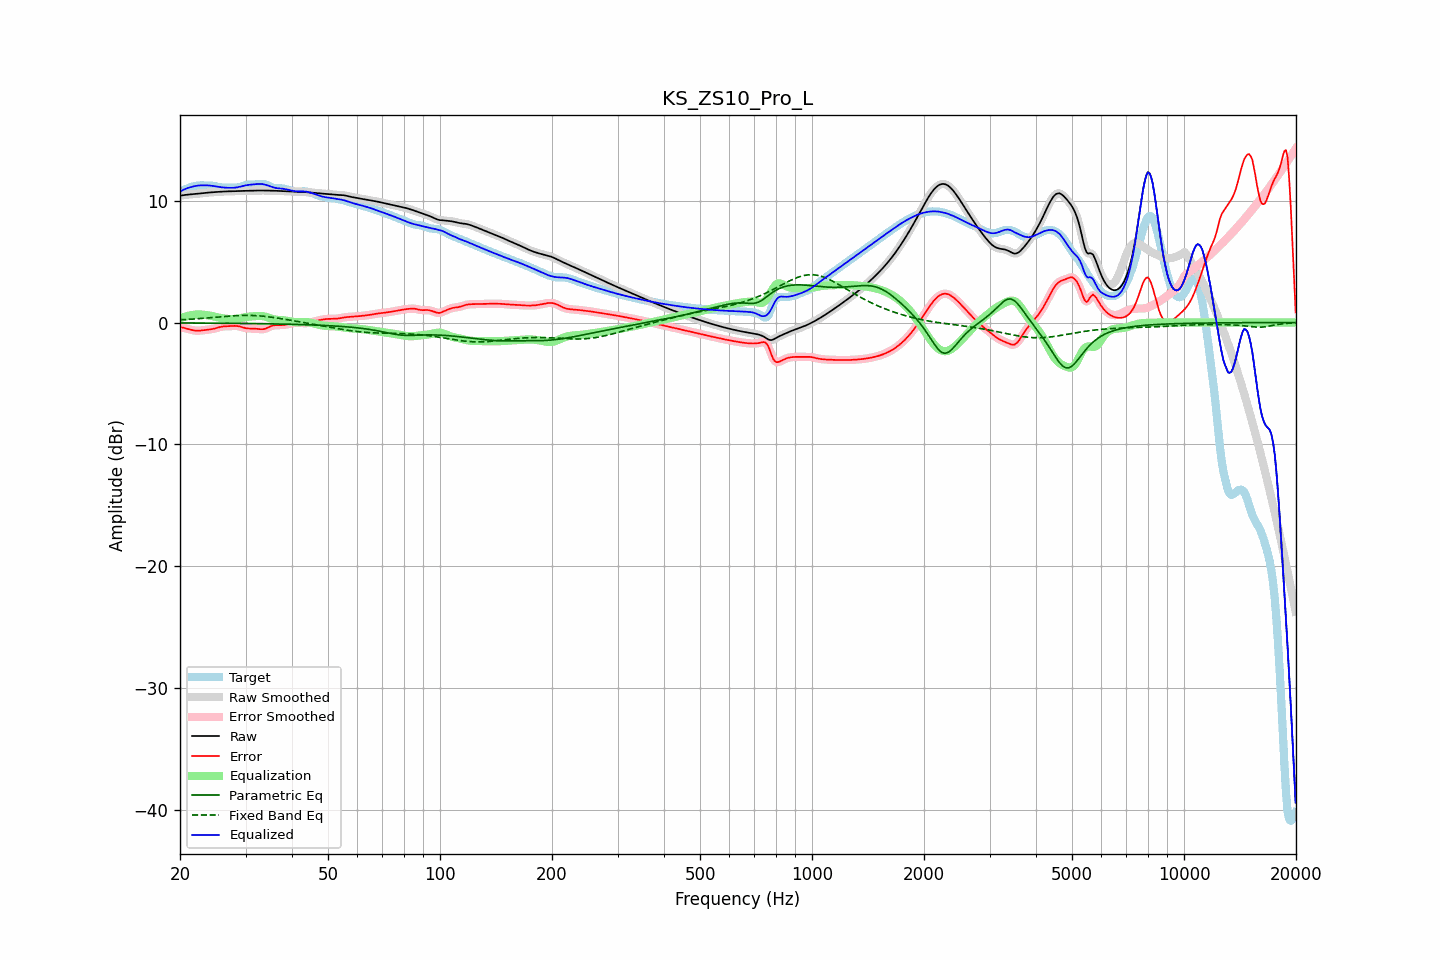 KS_ZS10_Pro_L
Amplitude (dBr)
10
0
−10
−20
−30
−40
Target
Raw Smoothed
Error Smoothed
Raw
Error
Equalization
Parametric Eq
Fixed Band Eq
Equalized
20
50
100
200
500
1000
2000
5000
10000
20000
Frequency (Hz)